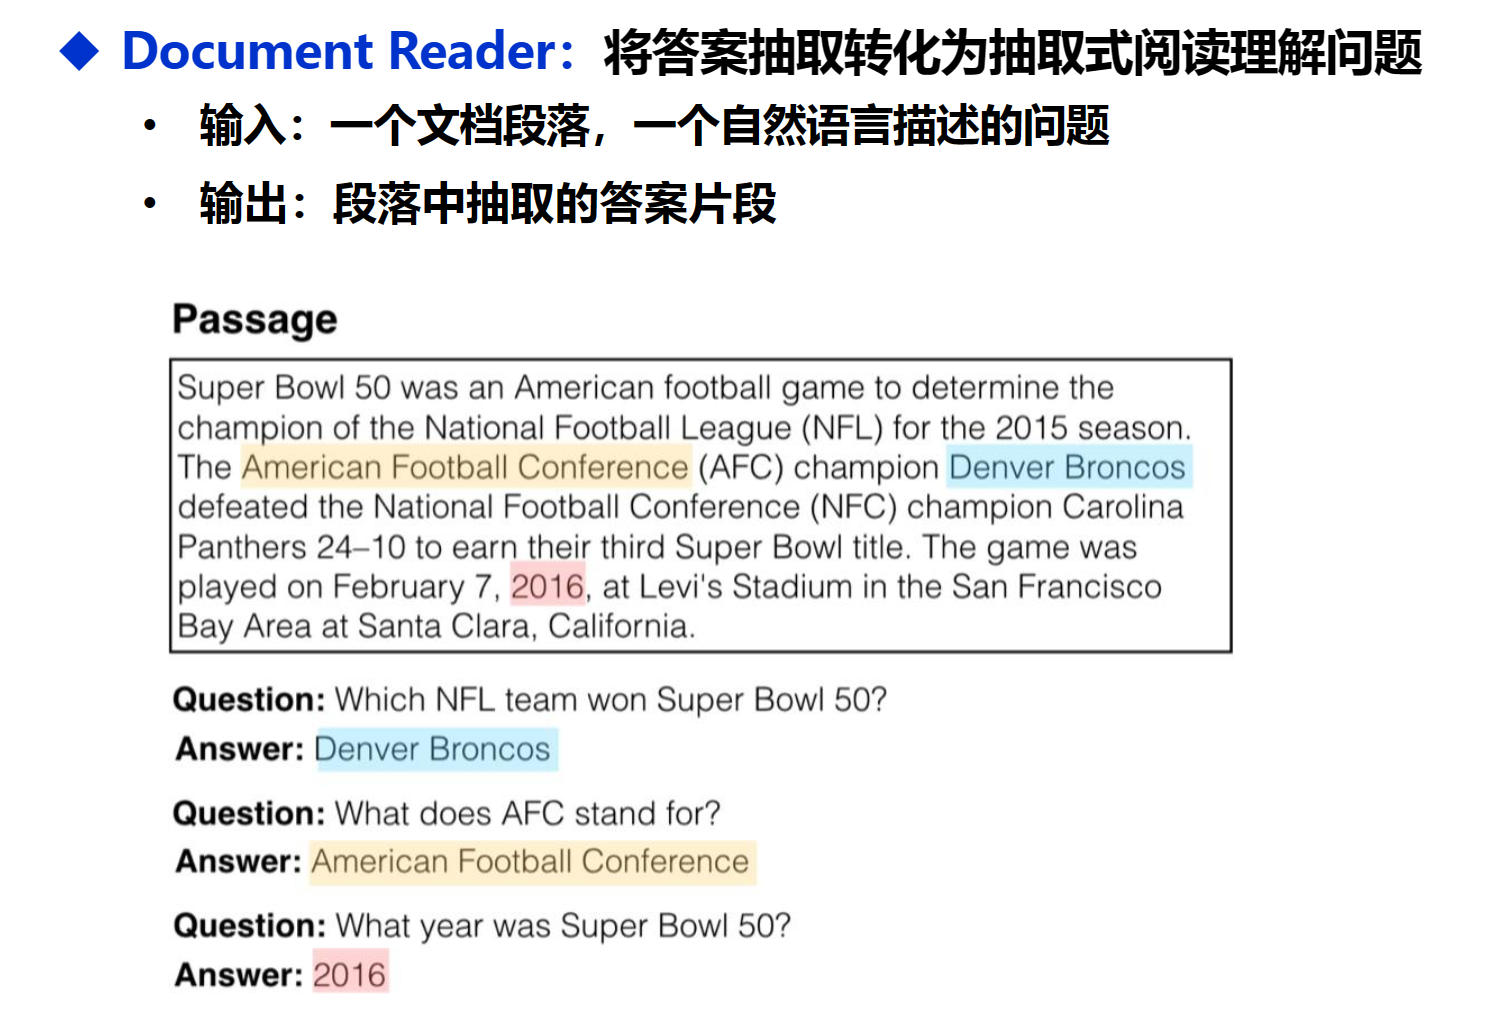 ◆ Document Reader：将答案抽取转化为抽取式阅读理解问题
• 输入：一个文档段落，一个自然语言描述的问题
• 输出：段落中抽取的答案片段
Passage
Super Bowl 50 was an American football game to determine the
champion of the National Football League (NFL) for the 2015 season.
The American Football Conference (AFC) champion Denver Broncos
defeated the National Football Conference (NFC) champion Carolina
Panthers 24–10 to earn their third Super Bowl title. The game was
played on February 7, 2016, at Levi's Stadium in the San Francisco
Bay Area at Santa Clara, California.
Question: Which NFL team won Super Bowl 50?
Answer: Denver Broncos
Question: What does AFC stand for?
Answer: American Football Conference
Question: What year was Super Bowl 50?
Answer: 2016